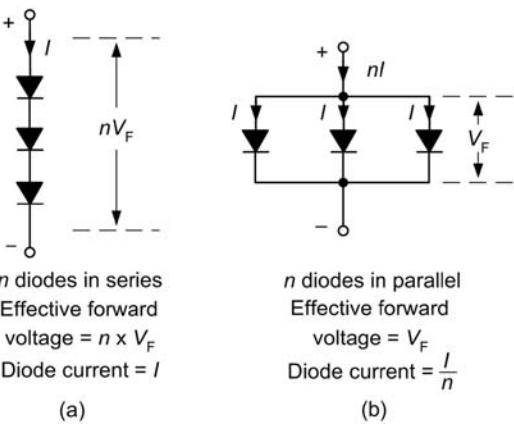 +
I
nV_F
−
n diodes in series
Effective forward
voltage = n x V_F
Diode current = I
(a)
+
nI
I I I
V_F
−
n diodes in parallel
Effective forward
voltage = V_F
Diode current = I/n
(b)